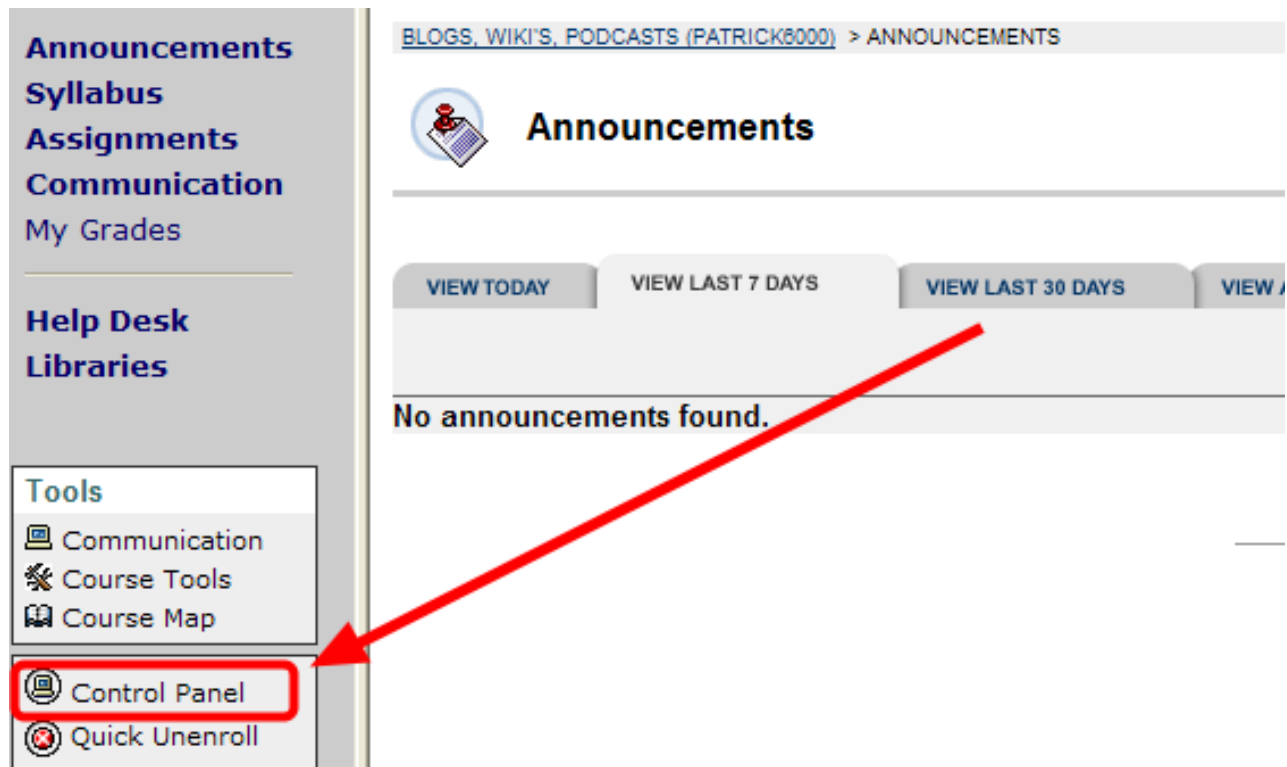 Announcements
Syllabus
Assignments
Communication
My Grades
Help Desk
Libraries
Tools
Communication
Course Tools
Course Map
Control Panel
Quick Unenroll
BLOGS, WIKI'S, PODCASTS (PATRICK6000) > ANNOUNCEMENTS
Announcements
VIEW TODAY VIEW LAST 7 DAYS VIEW LAST 30 DAYS VIEW
No announcements found.